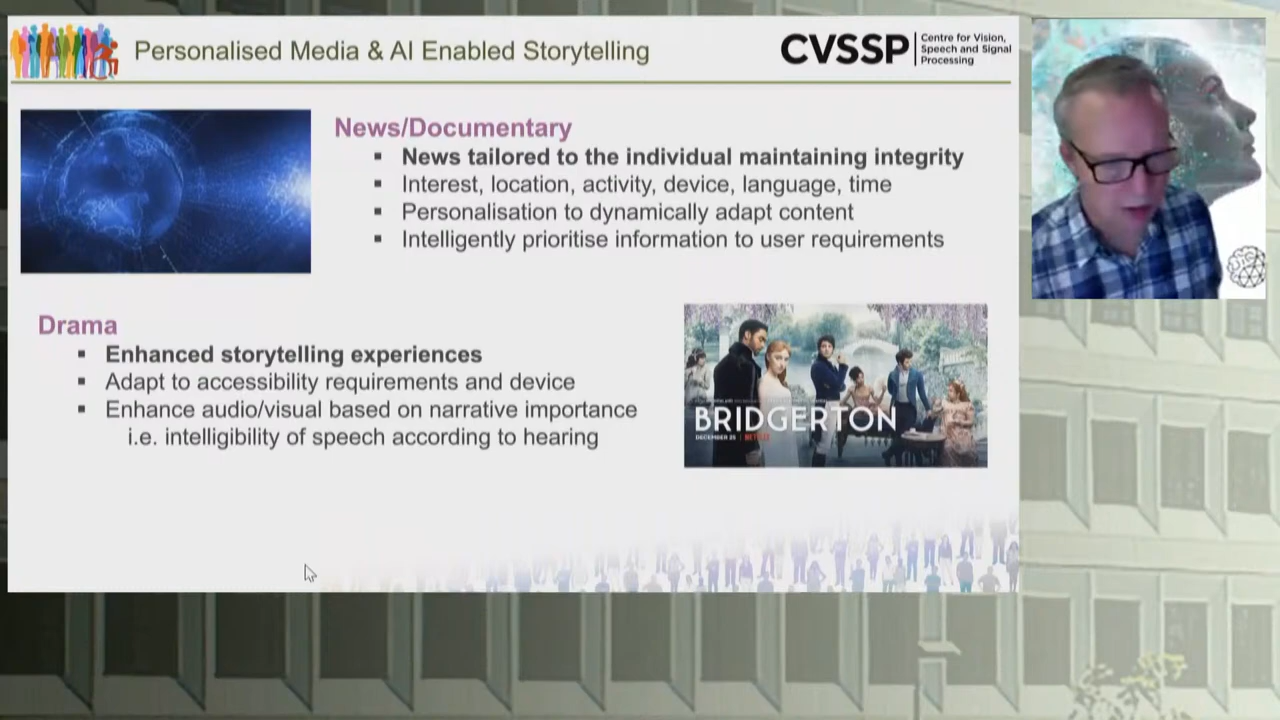 Personalised Media & AI Enabled Storytelling
CVSSP
Centre for Vision,
Speech and Signal
Processing
News/Documentary
▪ News tailored to the individual maintaining integrity
▪ Interest, location, activity, device, language, time
▪ Personalisation to dynamically adapt content
▪ Intelligently prioritise information to user requirements
Drama
▪ Enhanced storytelling experiences
▪ Adapt to accessibility requirements and device
▪ Enhance audio/visual based on narrative importance
i.e. intelligibility of speech according to hearing
BRIDGERTON
DECEMBER 25 | NETFLIX